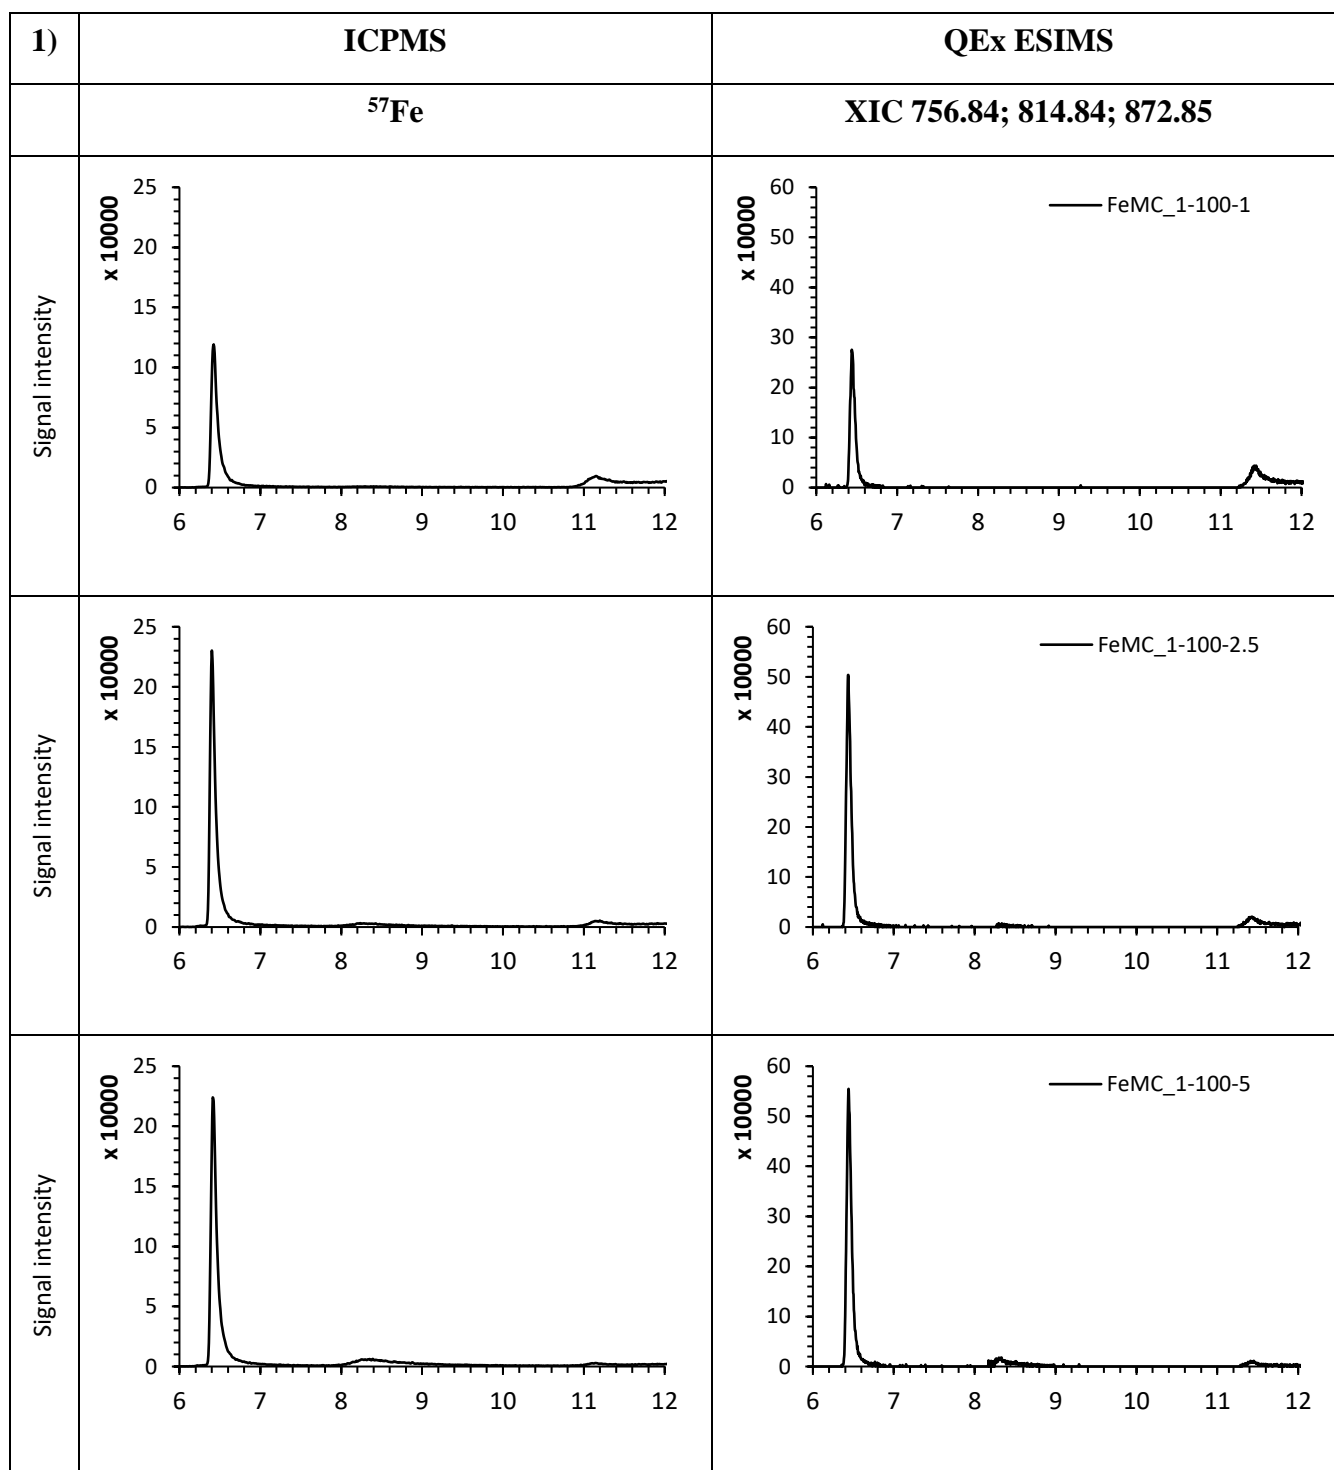 1) ICPMS QEx ESIMS
⁵⁷Fe XIC 756.84; 814.84; 872.85
Signal intensity
x 10000
25
20
15
10
5
0
6 7 8 9 10 11 12
x 10000
60
50
40
30
20
10
0
6 7 8 9 10 11 12
FeMC_1-100-1
Signal intensity
x 10000
25
20
15
10
5
0
6 7 8 9 10 11 12
x 10000
60
50
40
30
20
10
0
6 7 8 9 10 11 12
FeMC_1-100-2.5
Signal intensity
x 10000
25
20
15
10
5
0
6 7 8 9 10 11 12
x 10000
60
50
40
30
20
10
0
6 7 8 9 10 11 12
FeMC_1-100-5